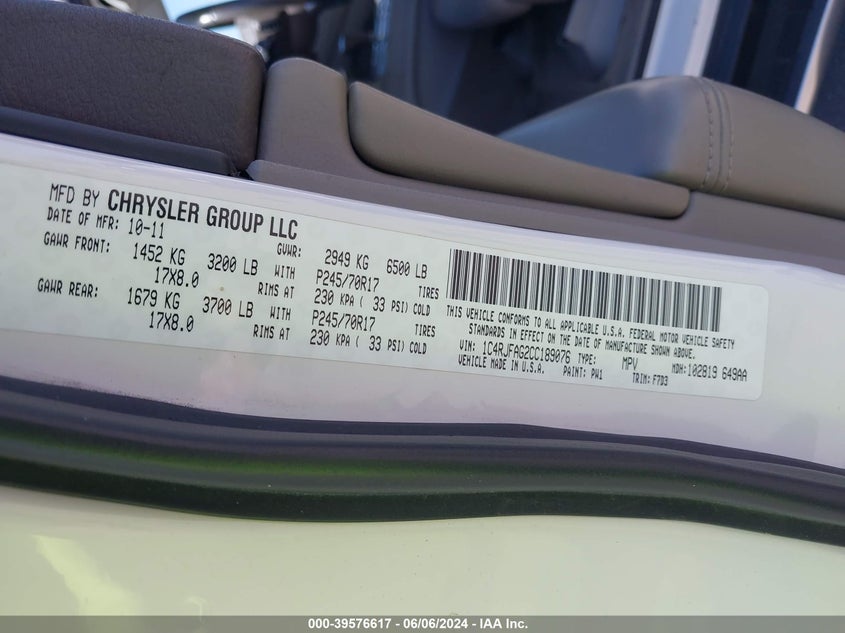 MFD BY CHRYSLER GROUP LLC
DATE OF MFR: 10-11 GVWR: 2949 KG 6500 LB
GAWR FRONT: 1452 KG 3200 LB WITH P245/70R17 TIRES
17X8.0 RIMS AT 230 KPA ( 33 PSI) COLD
GAWR REAR: 1679 KG 3700 LB WITH P245/70R17 TIRES
17X8.0 RIMS AT 230 KPA ( 33 PSI) COLD
THIS VEHICLE CONFORMS TO ALL APPLICABLE U.S.A. FEDERAL MOTOR VEHICLE SAFETY
STANDARDS IN EFFECT ON THE DATE OF MANUFACTURE SHOWN ABOVE.
VIN: 1C4RJFAG2CC189076 TYPE: MPV MDH: 102819 649AA
VEHICLE MADE IN U.S.A. PAINT: PW1 TRIM: F7D3
000-39576617 - 06/06/2024 - IAA Inc.